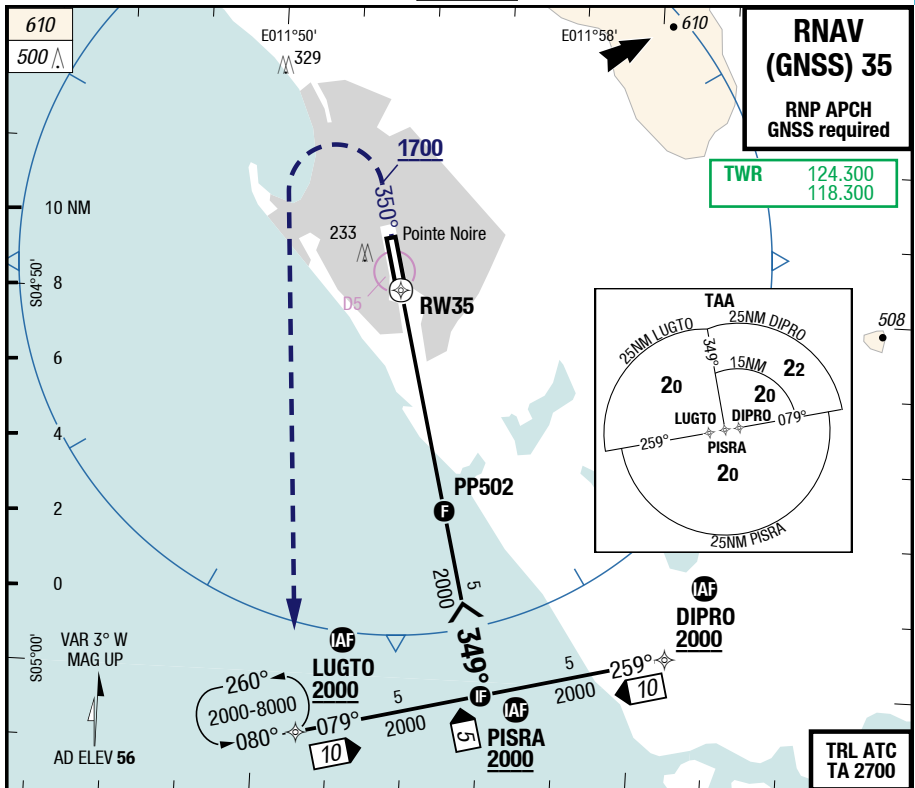 610
500
E011°50'
329
E011°58'
610
RNAV
(GNSS) 35
RNP APCH
GNSS required
TWR 124.300
118.300
1700
350°
10 NM
233
Pointe Noire
S04°50'
8
D5
RW35
6
4
2
0
TAA
25NM LUGTO
25NM DIPRO
349°
15NM
20
22
20
LUGTO
DIPRO
079°
259°
PISRA
20
25NM PISRA
508
PP502
F
5
2000
IAF
DIPRO
2000
VAR 3° W
MAG UP
S05°00'
IAF
LUGTO
2000
349°
5
259°
2000
10
260°
2000-8000
080°
079°
5
2000
10
IF
5
IAF
PISRA
2000
AD ELEV 56
TRL ATC
TA 2700